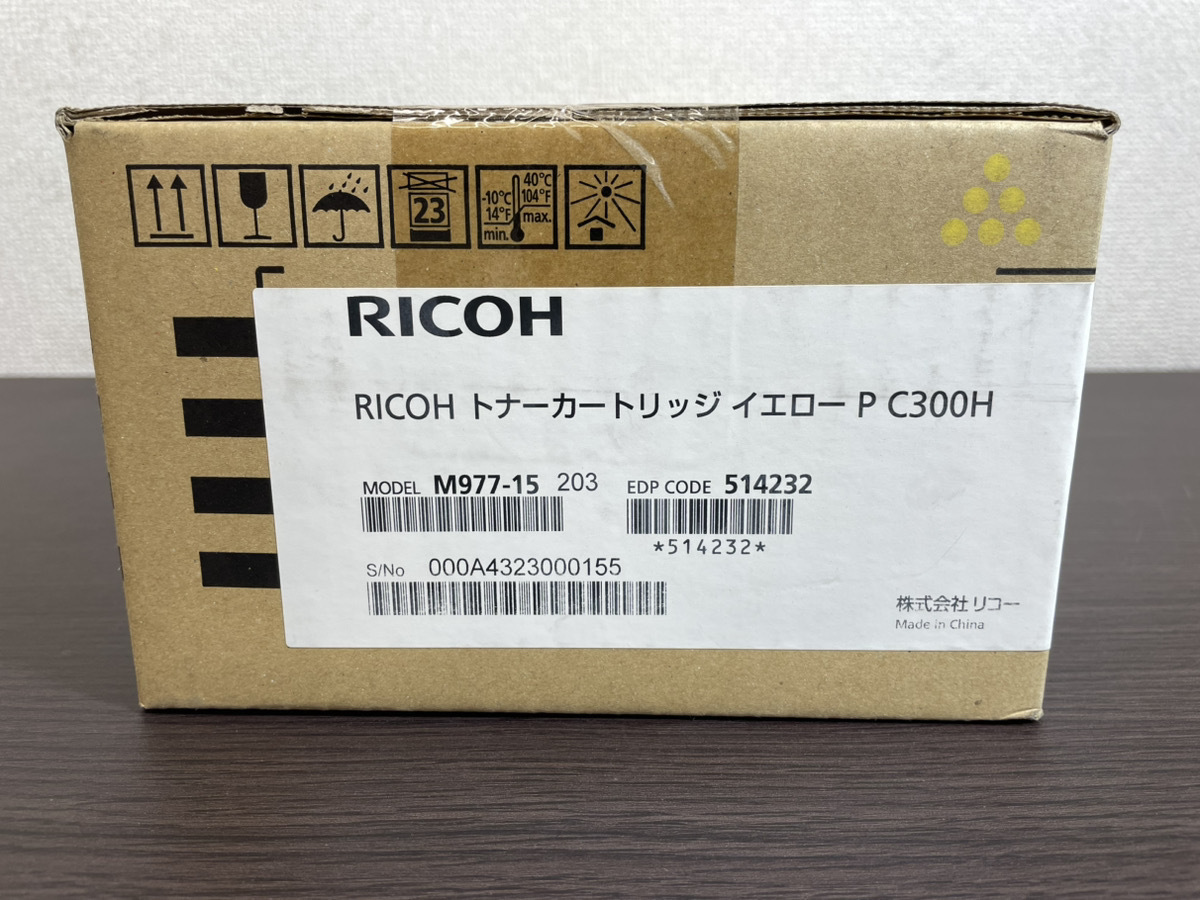 23
-10°C
14°F
min.
40°C
104°F
max.
RICOH
RICOH トナーカートリッジ イエロー P C300H
MODEL M977-15 203 EDP CODE 514232
*514232*
S/No 000A4323000155
株式会社 リコー
Made in China